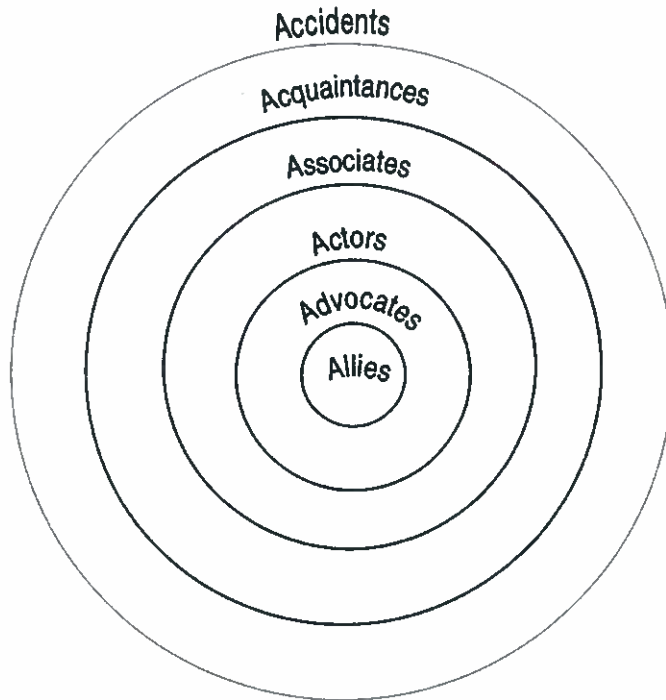 Accidents
Acquaintances
Associates
Actors
Advocates
Allies